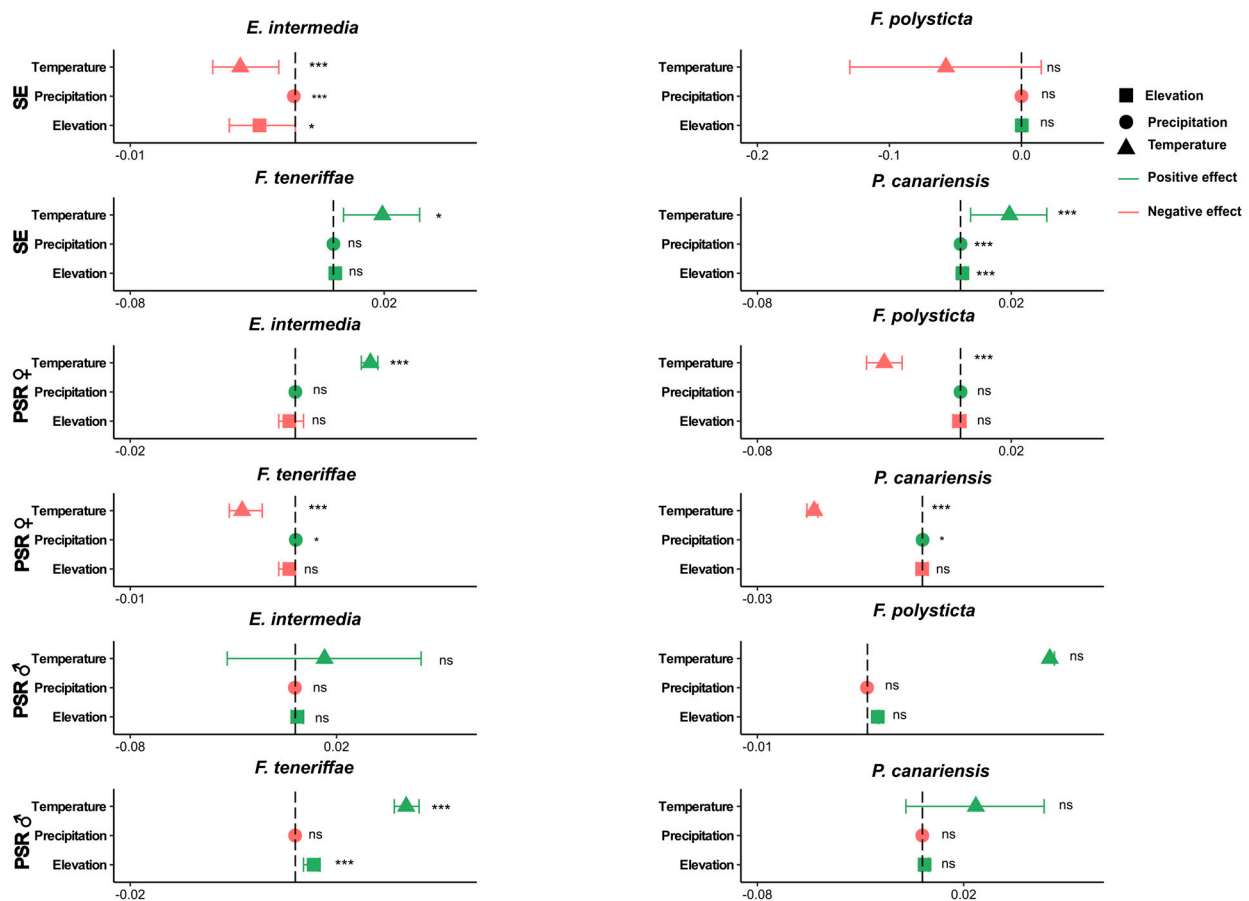 E. intermedia
SE
Temperature ***
Precipitation ***
Elevation *
-0.01
F. polysticta
Temperature ns
Precipitation ns
Elevation ns
-0.2 -0.1 0.0
Elevation
Precipitation
Temperature
Positive effect
Negative effect
F. teneriffae
SE
Temperature *
Precipitation ns
Elevation ns
-0.08 0.02
P. canariensis
Temperature ***
Precipitation ***
Elevation ***
-0.08 0.02
E. intermedia
PSR ♀
Temperature ***
Precipitation ns
Elevation ns
-0.02
F. polysticta
Temperature ***
Precipitation ns
Elevation ns
-0.08 0.02
F. teneriffae
PSR ♀
Temperature ***
Precipitation *
Elevation ns
-0.01
P. canariensis
Temperature ***
Precipitation *
Elevation ns
-0.03
E. intermedia
PSR ♂
Temperature ns
Precipitation ns
Elevation ns
-0.08 0.02
F. polysticta
Temperature ns
Precipitation ns
Elevation ns
-0.01
F. teneriffae
PSR ♂
Temperature ***
Precipitation ns
Elevation ***
-0.02
P. canariensis
Temperature ns
Precipitation ns
Elevation ns
-0.08 0.02